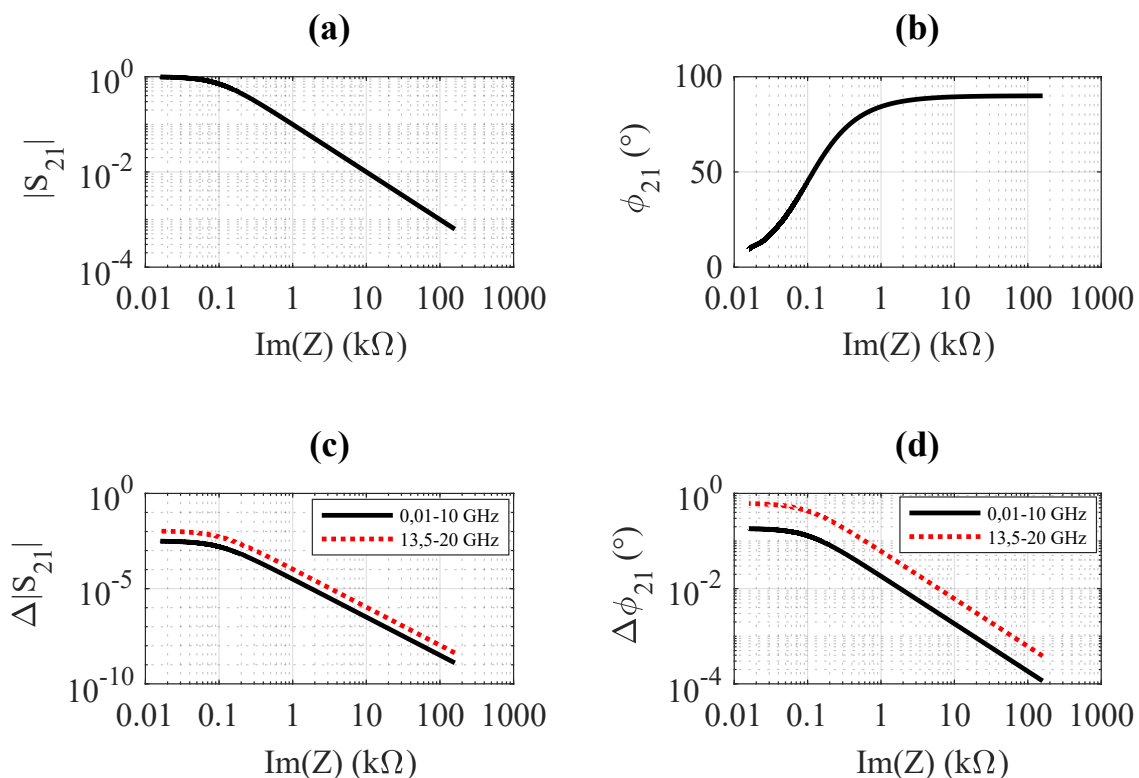 (a)
10^0
10^-2
10^-4
|S_21|
0.01 0.1 1 10 100 1000
Im(Z) (kΩ)
(b)
100
50
0
ϕ_21 (°)
0.01 0.1 1 10 100 1000
Im(Z) (kΩ)
(c)
10^0
10^-5
10^-10
Δ|S_21|
0,01-10 GHz
13,5-20 GHz
0.01 0.1 1 10 100 1000
Im(Z) (kΩ)
(d)
10^0
10^-2
10^-4
Δϕ_21 (°)
0,01-10 GHz
13,5-20 GHz
0.01 0.1 1 10 100 1000
Im(Z) (kΩ)